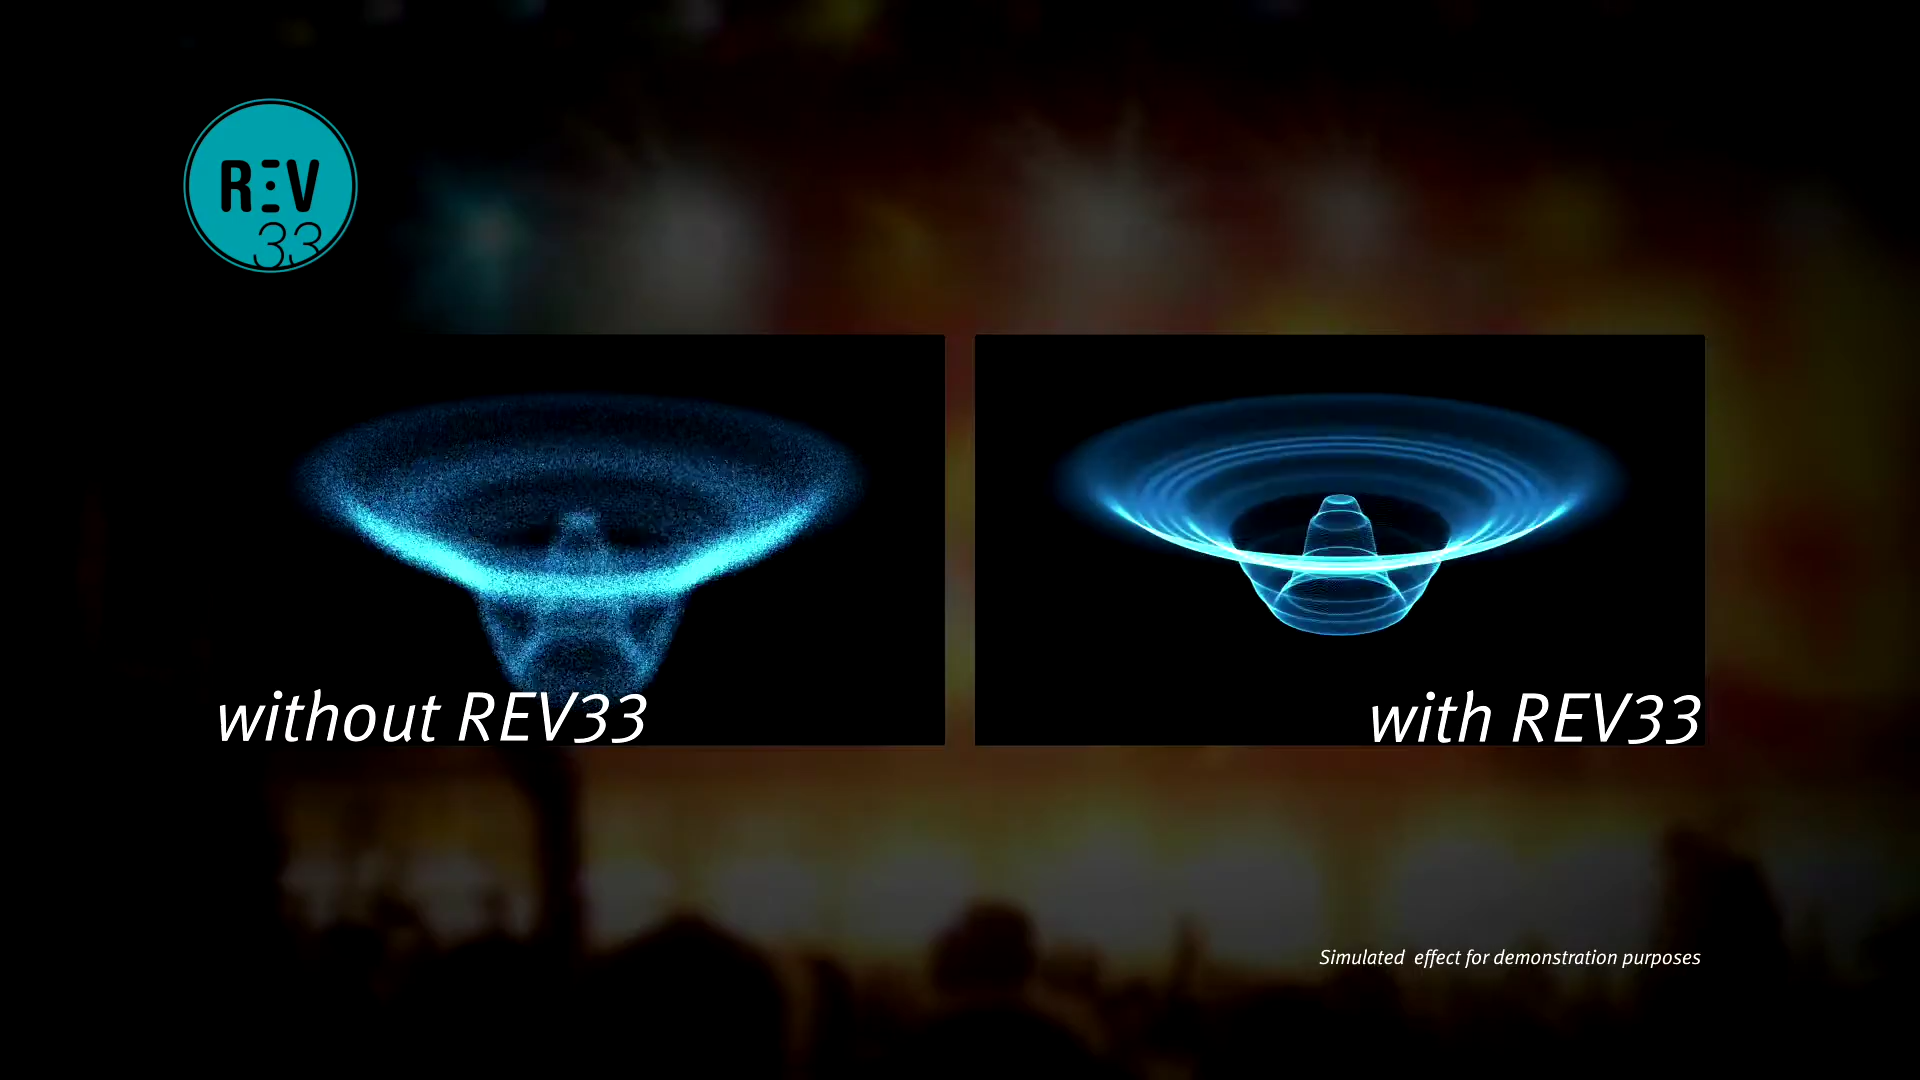 REV
33
without REV33
with REV33
Simulated effect for demonstration purposes